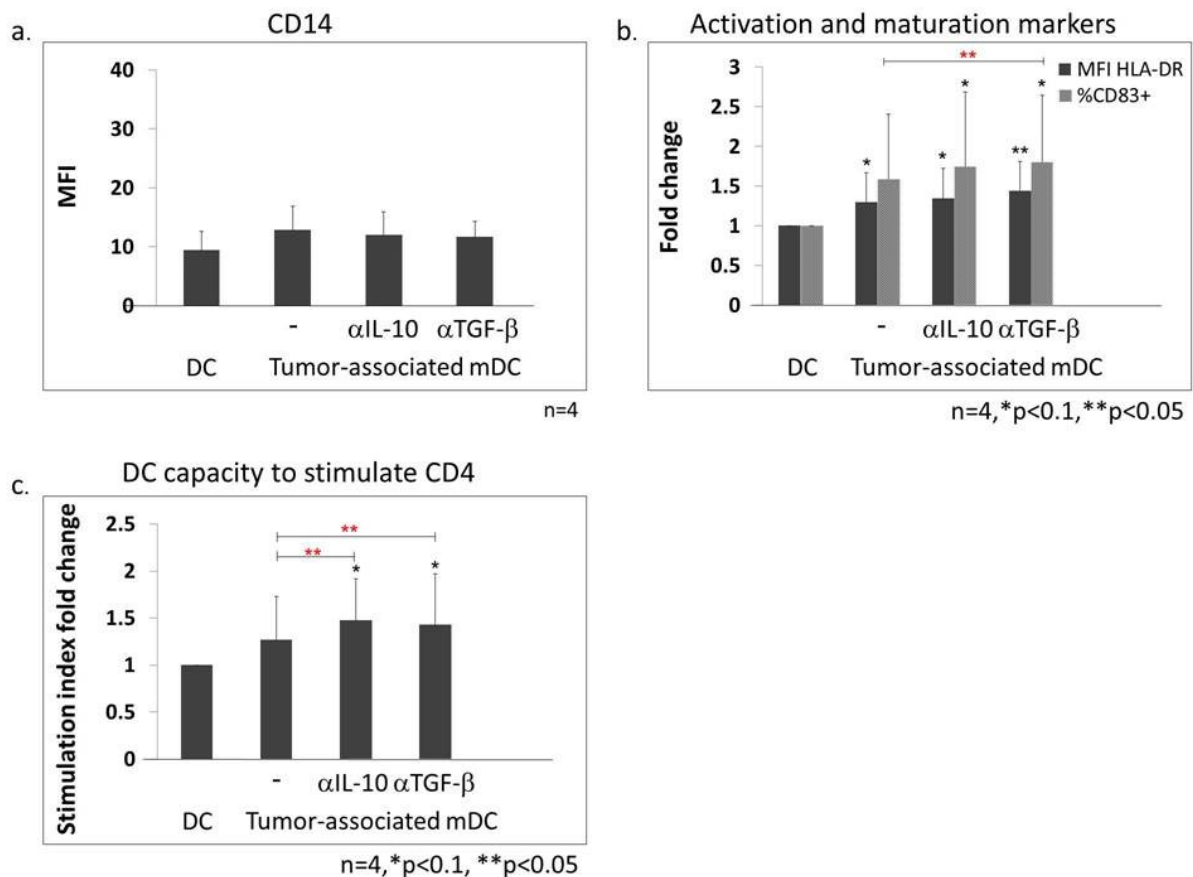 a.
CD14
MFI
40
30
20
10
0
- αIL-10 αTGF-β
DC Tumor-associated mDC
n=4
b.
Activation and maturation markers
Fold change
3
2.5
2
1.5
1
0.5
0
**
MFI HLA-DR
%CD83+
* * * ** *
- αIL-10 αTGF-β
DC Tumor-associated mDC
n=4,*p<0.1,**p<0.05
c.
DC capacity to stimulate CD4
Stimulation index fold change
2.5
2
1.5
1
0.5
0
**
**
* *
- αIL-10 αTGF-β
DC Tumor-associated mDC
n=4,*p<0.1, **p<0.05